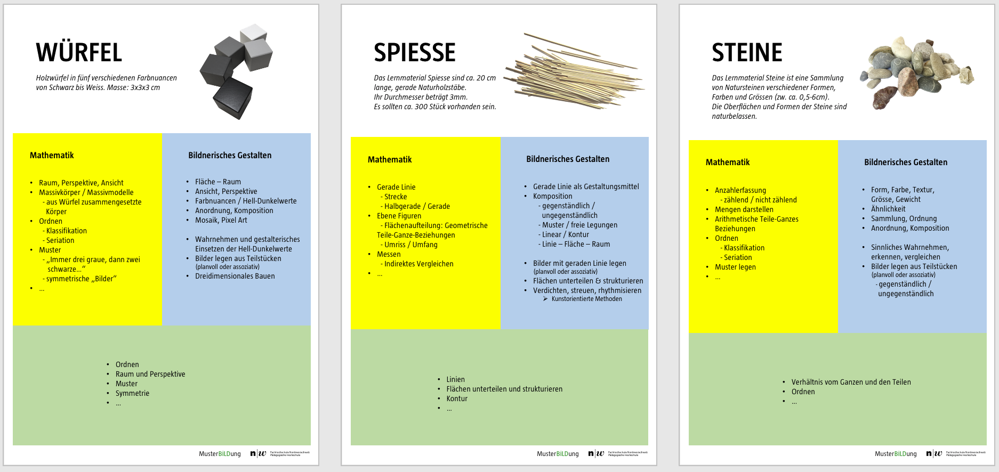 WÜRFEL
Holzwürfel in fünf verschiedenen Farbnuancen
von Schwarz bis Weiss. Masse: 3x3x3 cm
Mathematik
• Raum, Perspektive, Ansicht
• Massivkörper / Massivmodelle
- aus Würfel zusammengesetzte
Körper
• Ordnen
- Klassifikation
- Seriation
• Muster
- „Immer drei graue, dann zwei
schwarze...“
- symmetrische „Bilder“
• ...
Bildnerisches Gestalten
• Fläche – Raum
• Ansicht, Perspektive
• Farbnuancen / Hell-Dunkelwerte
• Anordnung, Komposition
• Mosaik, Pixel Art
• Wahrnehmen und gestalterisches
Einsetzen der Hell-Dunkelwerte
• Bilder legen aus Teilstücken
(planvoll oder assoziativ)
• Dreidimensionales Bauen
• Ordnen
• Raum und Perspektive
• Muster
• Symmetrie
• ...
MusterBiLDung n|w Fachhochschule Nordwestschweiz
Pädagogische Hochschule
SPIESSE
Das Lernmaterial Spiesse sind ca. 20 cm
lange, gerade Naturholzstäbe.
Ihr Durchmesser beträgt 3mm.
Es sollten ca. 300 Stück vorhanden sein.
Mathematik
• Gerade Linie
- Strecke
- Halbgerade / Gerade
• Ebene Figuren
- Flächenaufteilung: Geometrische
Teile-Ganze-Beziehungen
- Umriss / Umfang
• Messen
- Indirektes Vergleichen
• ...
Bildnerisches Gestalten
• Gerade Linie als Gestaltungsmittel
• Komposition
- gegenständlich /
ungegenständlich
- Muster / freie Legungen
- Linear / Kontur
- Linie – Fläche – Raum
• Bilder mit geraden Linie legen
(planvoll oder assoziativ)
• Flächen unterteilen & strukturieren
• Verdichten, streuen, rhythmisieren
➢ Kunstorientierte Methoden
• Linien
• Flächen unterteilen und strukturieren
• Kontur
• ...
MusterBiLDung n|w Fachhochschule Nordwestschweiz
Pädagogische Hochschule
STEINE
Das Lernmaterial Steine ist eine Sammlung
von Natursteinen verschiedener Formen,
Farben und Grössen (zw. ca. 0,5-6cm).
Die Oberflächen und Formen der Steine sind
naturbelassen.
Mathematik
• Anzahlerfassung
- zählend / nicht zählend
• Mengen darstellen
• Arithmetische Teile-Ganzes
Beziehungen
• Ordnen
- Klassifikation
- Seriation
• Muster legen
• ...
Bildnerisches Gestalten
• Form, Farbe, Textur,
Grösse, Gewicht
• Ähnlichkeit
• Sammlung, Ordnung
• Anordnung, Komposition
• Sinnliches Wahrnehmen,
erkennen, vergleichen
• Bilder legen aus Teilstücken
(planvoll oder assoziativ)
- gegenständlich /
ungegenständlich
• Verhältnis vom Ganzen und den Teilen
• Ordnen
• ...
MusterBiLDung n|w Fachhochschule Nordwestschweiz
Pädagogische Hochschule